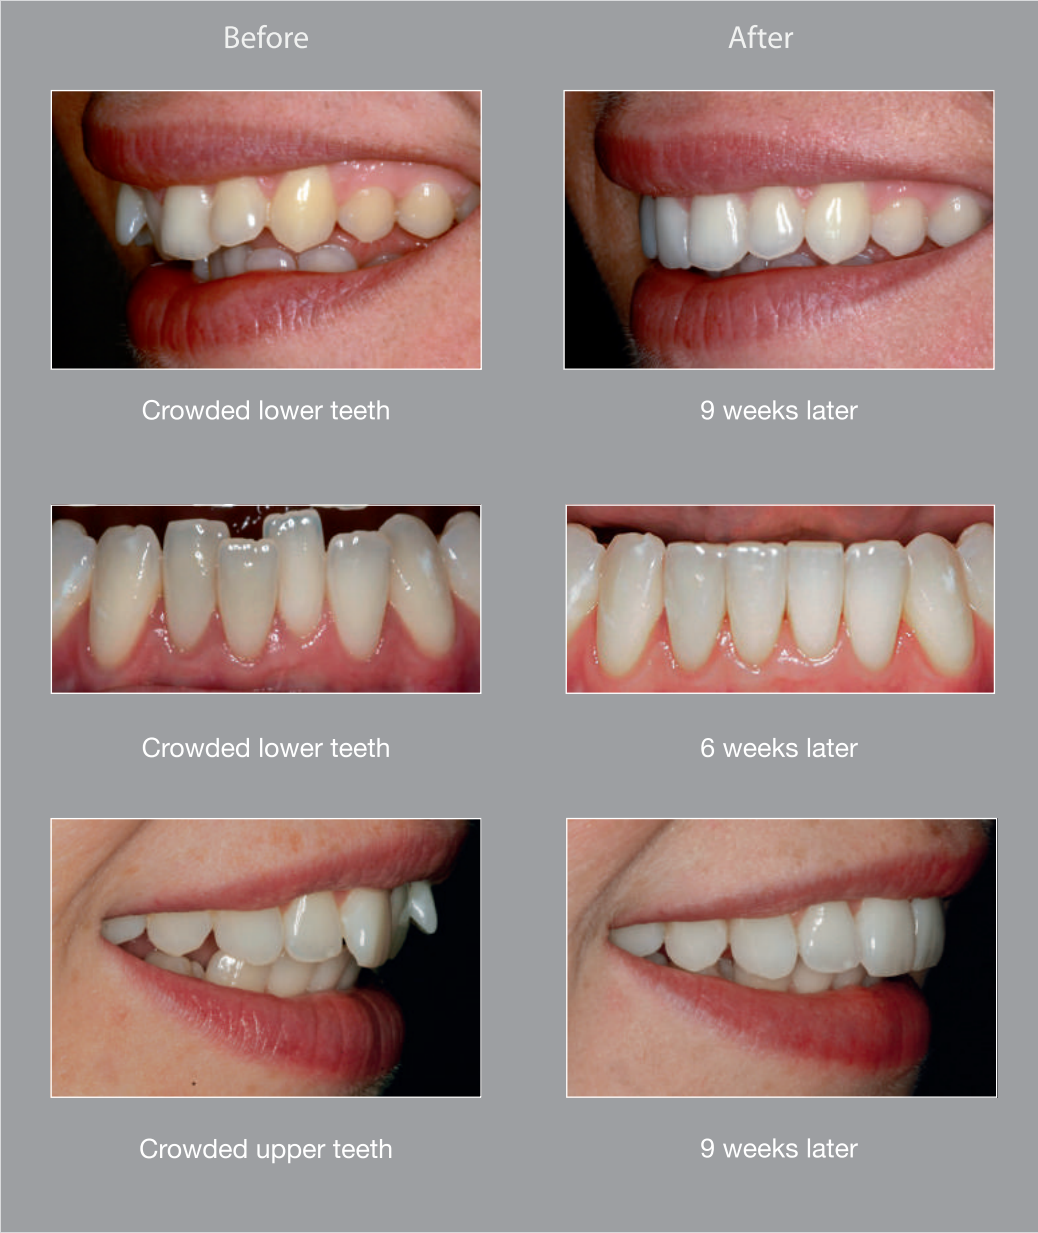 Before
After
Crowded lower teeth
9 weeks later
Crowded lower teeth
6 weeks later
Crowded upper teeth
9 weeks later